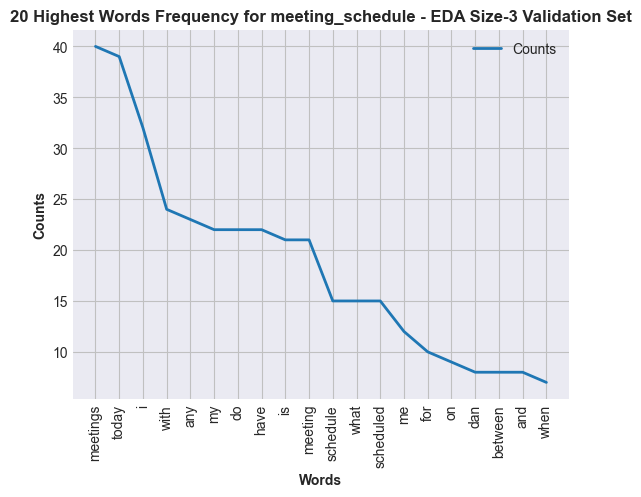 20 Highest Words Frequency for meeting_schedule - EDA Size-3 Validation Set
Counts
40
35
30
25
20
15
10
Counts
meetings
today
i
with
any
my
do
have
is
meeting
schedule
what
scheduled
me
for
on
dan
between
and
when
Words